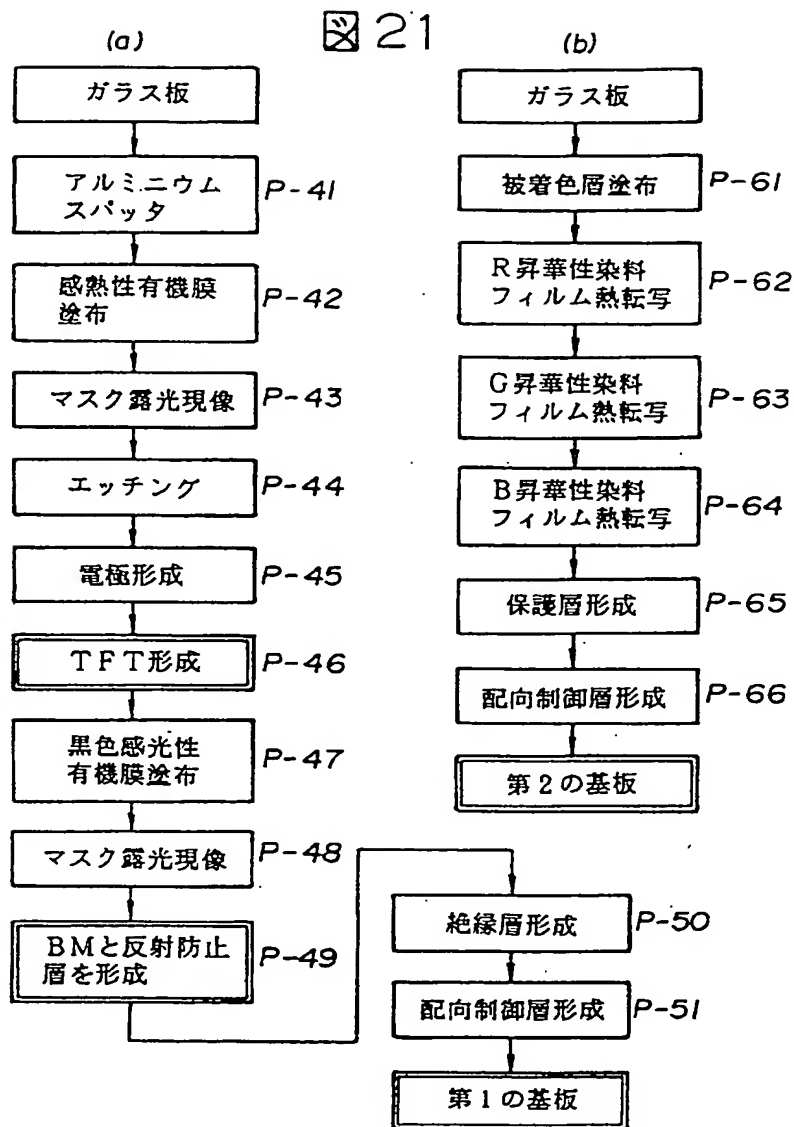 図21
(a)
ガラス板
アルミニウム
スパッタ
P-41
感熱性有機膜
塗布
P-42
マスク露光現像
P-43
エッチング
P-44
電極形成
P-45
TFT形成
P-46
黒色感光性
有機膜塗布
P-47
マスク露光現像
P-48
BMと反射防止
層を形成
P-49
絶縁層形成
P-50
配向制御層形成
P-51
第1の基板
(b)
ガラス板
被着色層塗布
P-61
R昇華性染料
フィルム熱転写
P-62
G昇華性染料
フィルム熱転写
P-63
B昇華性染料
フィルム熱転写
P-64
保護層形成
P-65
配向制御層形成
P-66
第2の基板